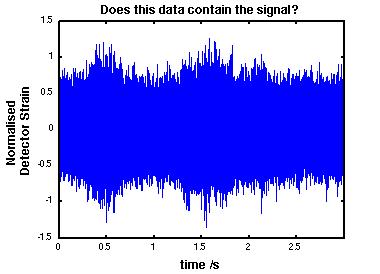 Does this data contain the signal?
1.5
1
0.5
0
-0.5
-1
-1.5
Normalised
Detector Strain
0 0.5 1 1.5 2 2.5
time /s